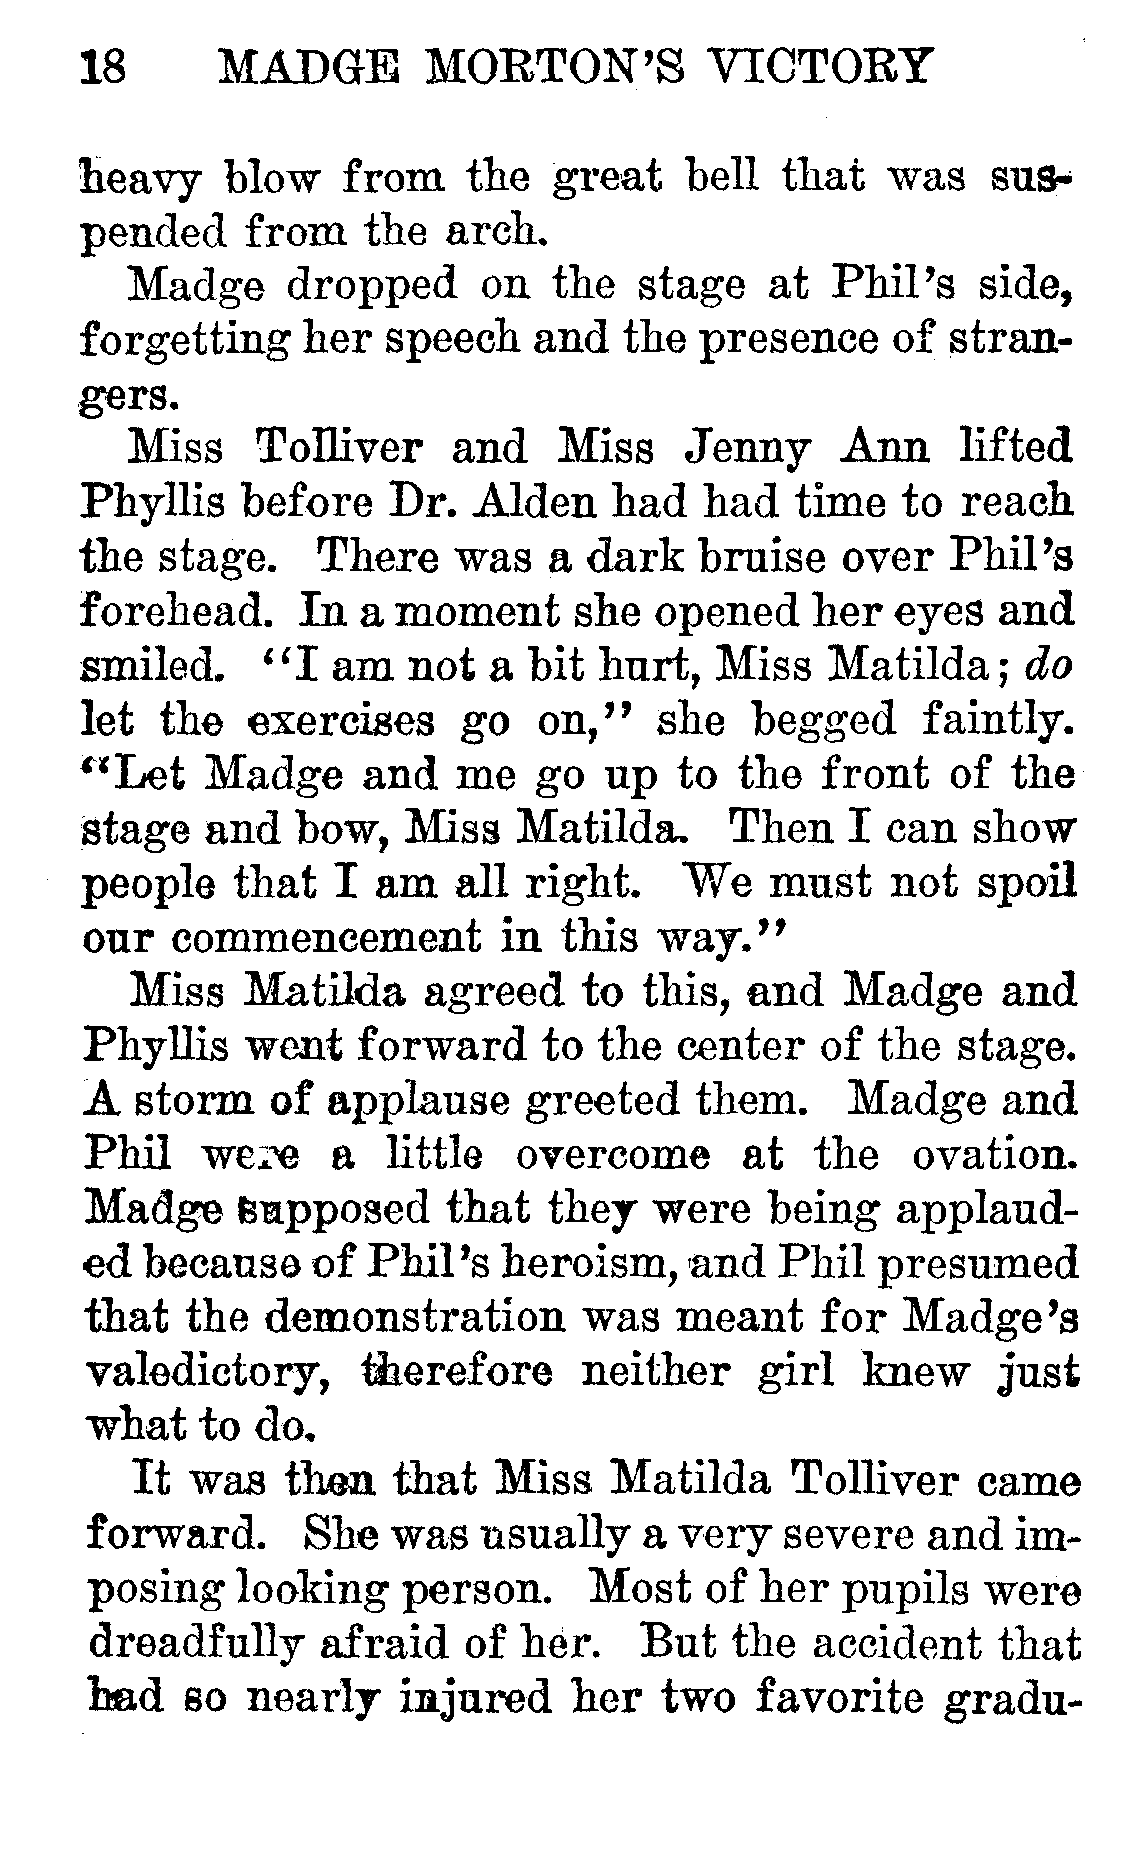 18 MADGE MORTON'S VICTORY
heavy blow from the great bell that was sus-
pended from the arch.
Madge dropped on the stage at Phil's side,
forgetting her speech and the presence of stran-
gers.
Miss Tolliver and Miss Jenny Ann lifted
Phyllis before Dr. Alden had had time to reach
the stage. There was a dark bruise over Phil's
forehead. In a moment she opened her eyes and
smiled. "I am not a bit hurt, Miss Matilda; do
let the exercises go on," she begged faintly.
"Let Madge and me go up to the front of the
stage and bow, Miss Matilda. Then I can show
people that I am all right. We must not spoil
our commencement in this way."
Miss Matilda agreed to this, and Madge and
Phyllis went forward to the center of the stage.
A storm of applause greeted them. Madge and
Phil were a little overcome at the ovation.
Madge supposed that they were being applaud-
ed because of Phil's heroism, and Phil presumed
that the demonstration was meant for Madge's
valedictory, therefore neither girl knew just
what to do.
It was then that Miss Matilda Tolliver came
forward. She was usually a very severe and im-
posing looking person. Most of her pupils were
dreadfully afraid of her. But the accident that
had so nearly injured her two favorite gradu-